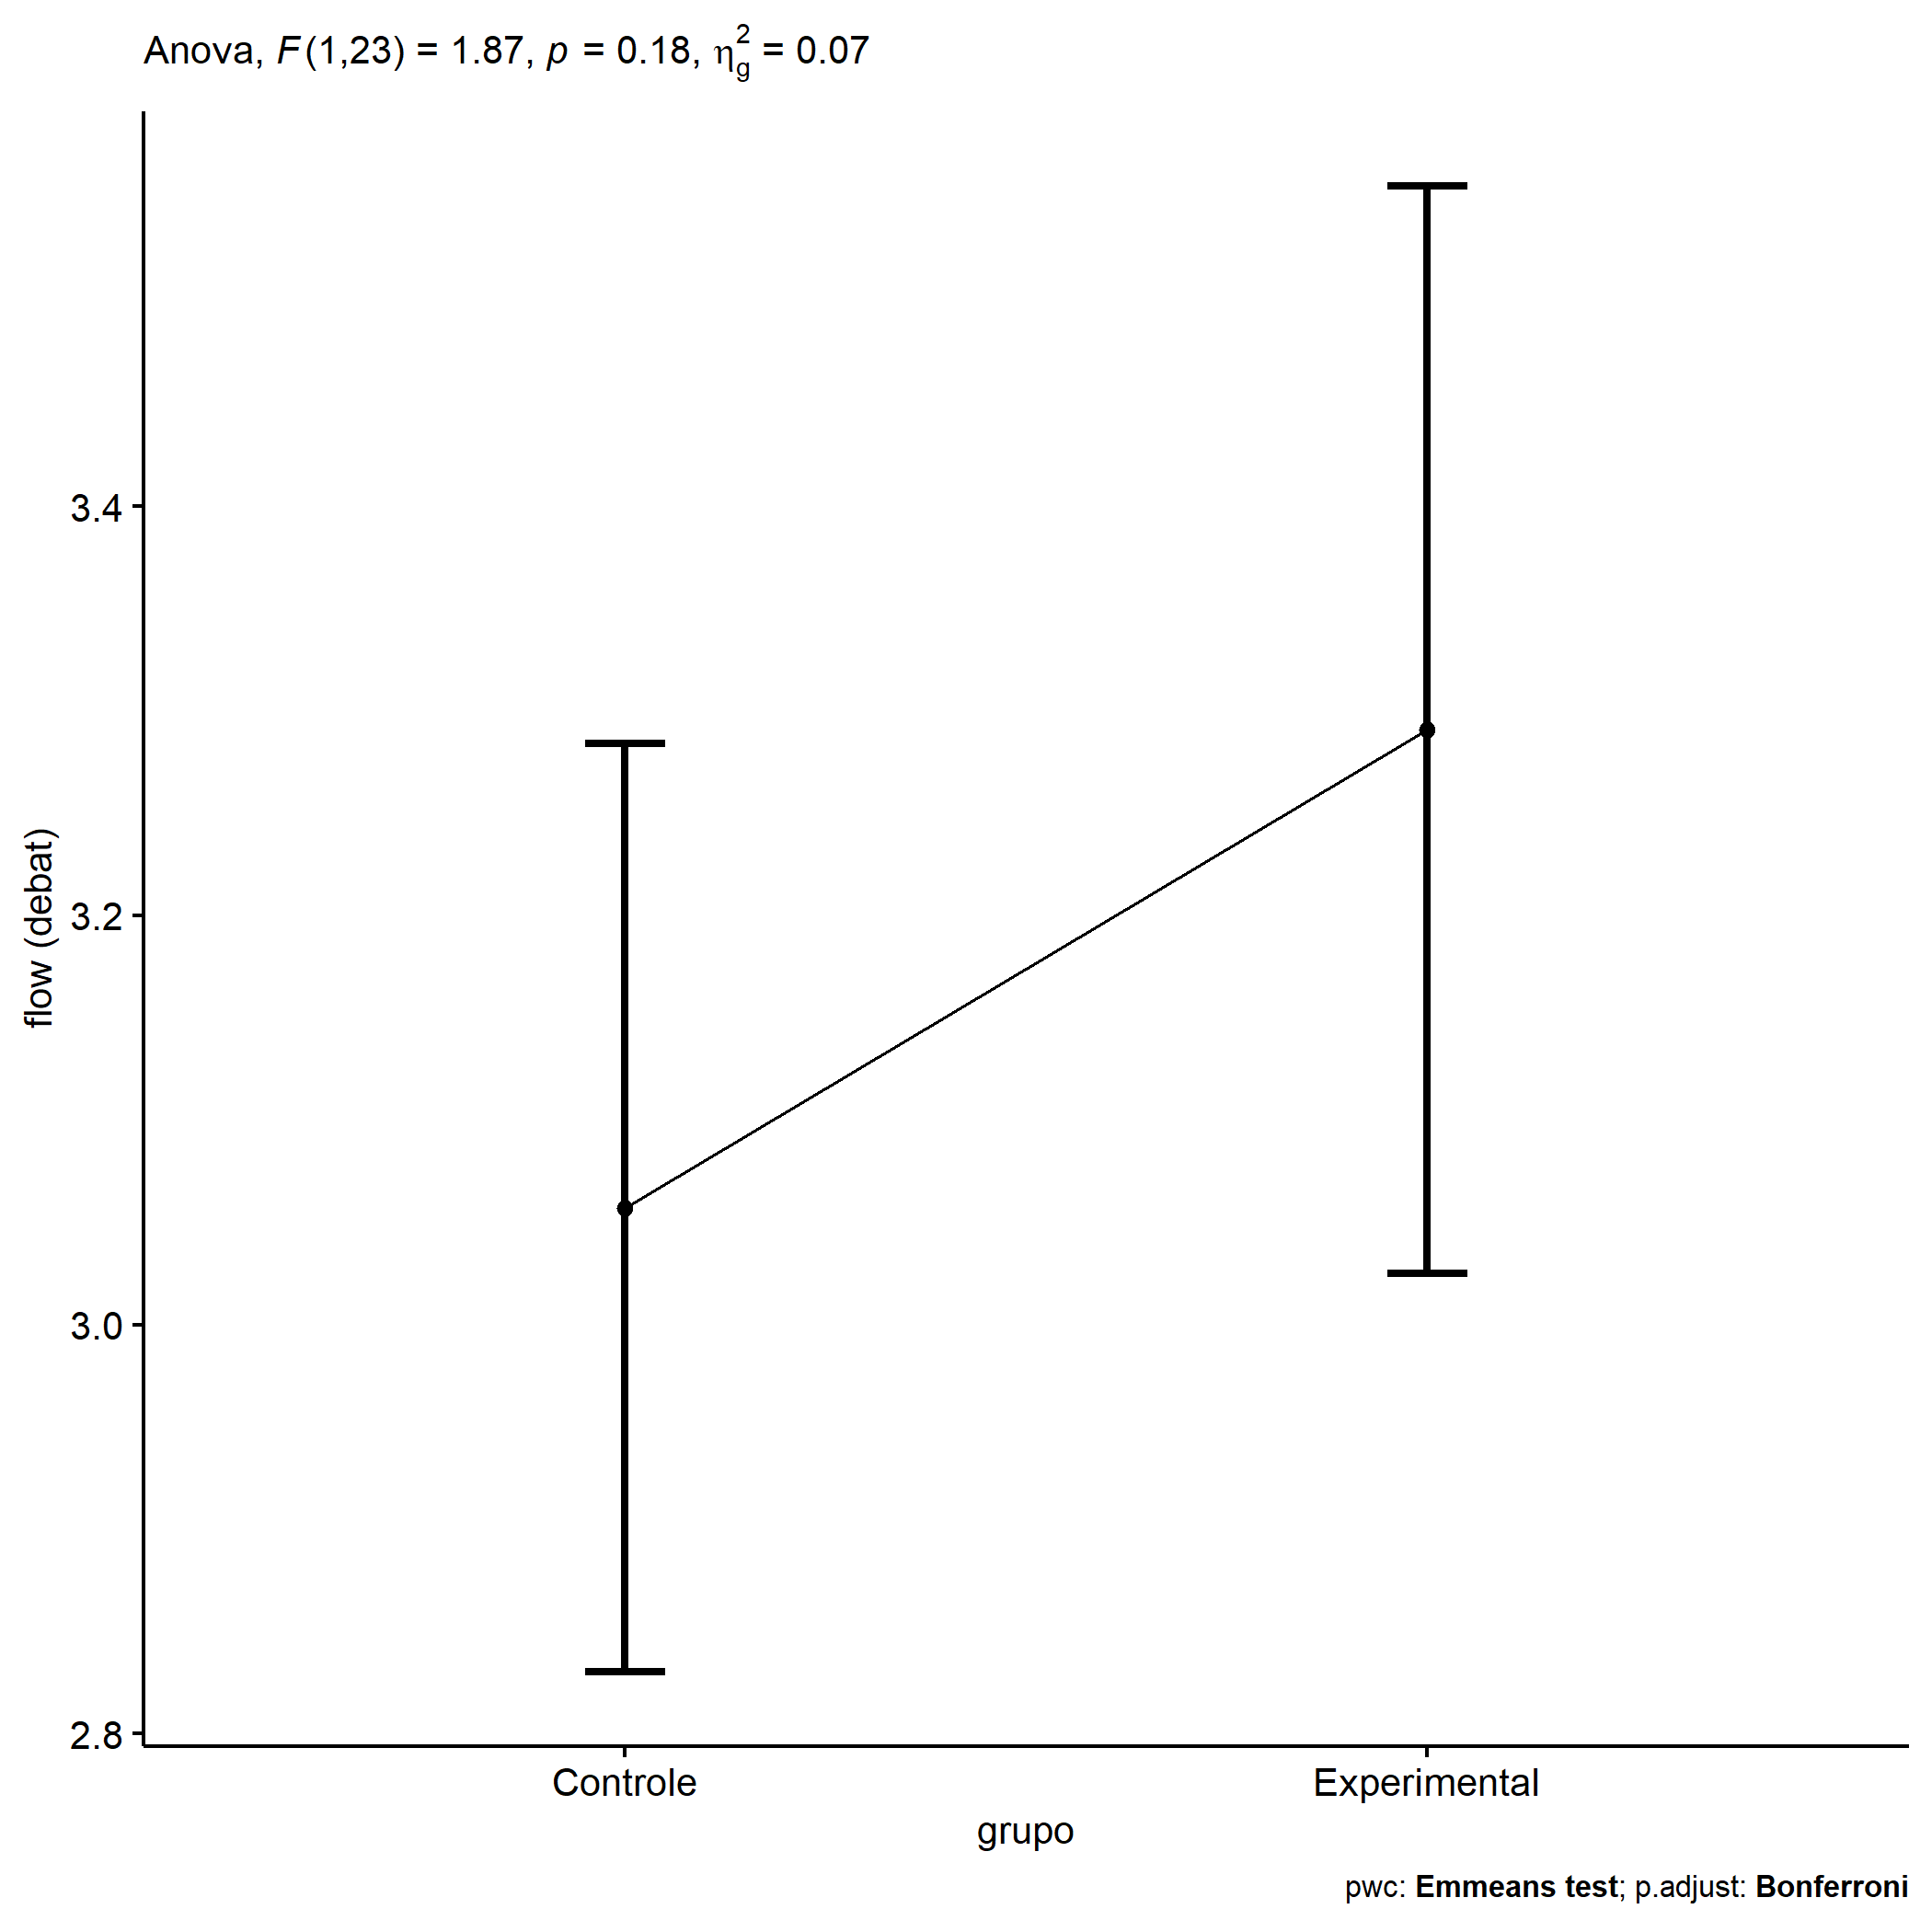 Anova, F(1,23) = 1.87, p = 0.18, η²g = 0.07
flow (debat)
3.4
3.2
3.0
2.8
Controle Experimental
grupo
pwc: Emmeans test; p.adjust: Bonferroni